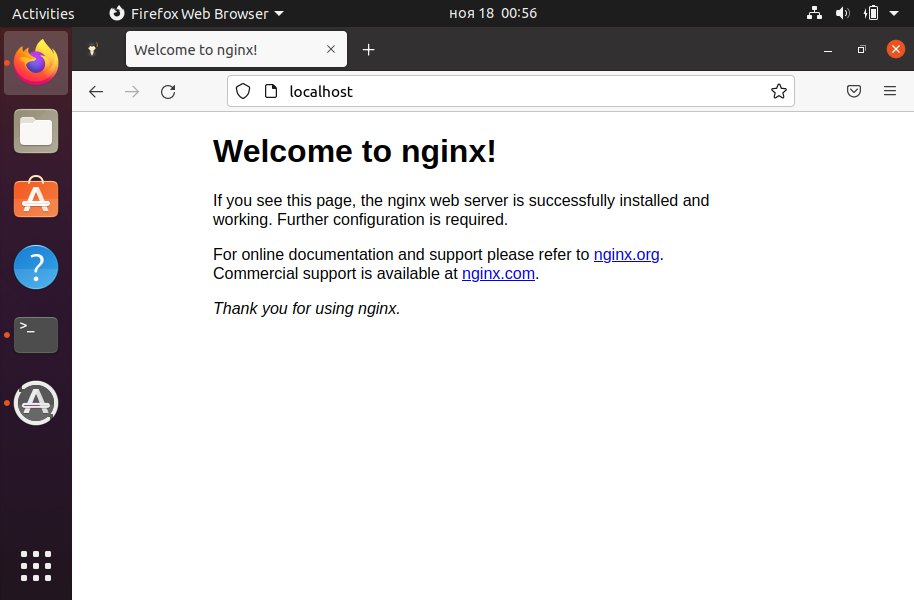 Activities
Firefox Web Browser
ноя 18 00:56
Welcome to nginx!
localhost
Welcome to nginx!
If you see this page, the nginx web server is successfully installed and
working. Further configuration is required.
For online documentation and support please refer to nginx.org.
Commercial support is available at nginx.com.
Thank you for using nginx.